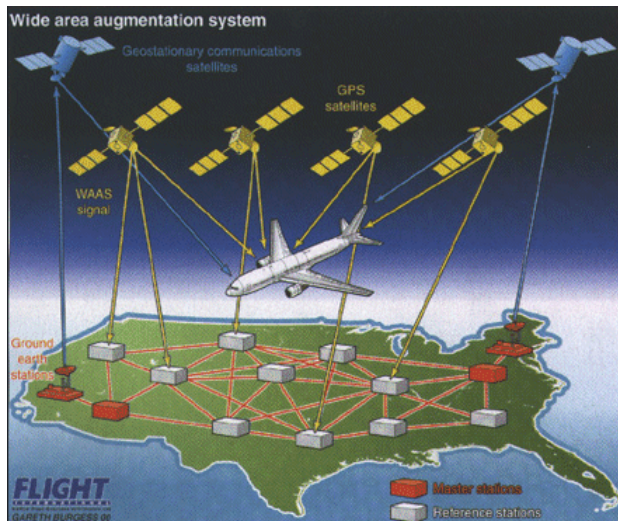 Wide area augmentation system
Geostationary communications
satellites
GPS
satellites
WAAS
signal
Ground
earth
stations
FLIGHT
INTERNATIONAL
GARETH BURGESS 00
Master stations
Reference stations